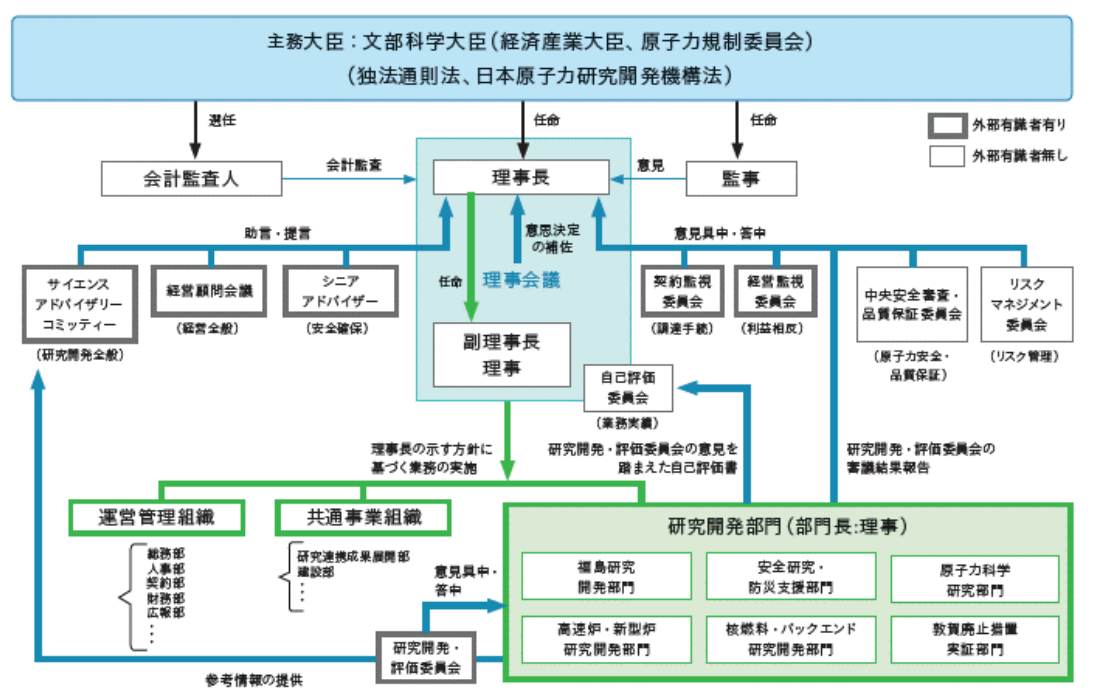 主務大臣：文部科学大臣（経済産業大臣、原子力規制委員会）
（独法通則法、日本原子力研究開発機構法）
選任
任命
任命
外部有識者有り
外部有識者無し
会計監査人
会計監査
理事長
意見
監事
助言・提言
意思決定
の補佐
意見具申・答申
サイエンス
アドバイザリー
コミッティー
（研究開発全般）
経営顧問会議
（経営全般）
シニア
アドバイザー
（安全確保）
任命
理事会議
契約監視
委員会
（調達手続）
経営監視
委員会
（利益相反）
中央安全審査・
品質保証委員会
（原子力安全・
品質保証）
リスク
マネジメント
委員会
（リスク管理）
副理事長
理事
自己評価
委員会
（業務実績）
理事長の示す方針に
基づく業務の実施
研究開発・評価委員会の意見を
踏まえた自己評価書
研究開発・評価委員会の
審議結果報告
運営管理組織
総務部
人事部
契約部
財務部
広報部
⋮
共通事業組織
研究連携成果展開部
建設部
⋮
研究開発部門（部門長:理事）
福島研究
開発部門
安全研究・
防災支援部門
原子力科学
研究部門
高速炉・新型炉
研究開発部門
核燃料・バックエンド
研究開発部門
敦賀廃止措置
実証部門
意見具申・
答申
研究開発・
評価委員会
参考情報の提供